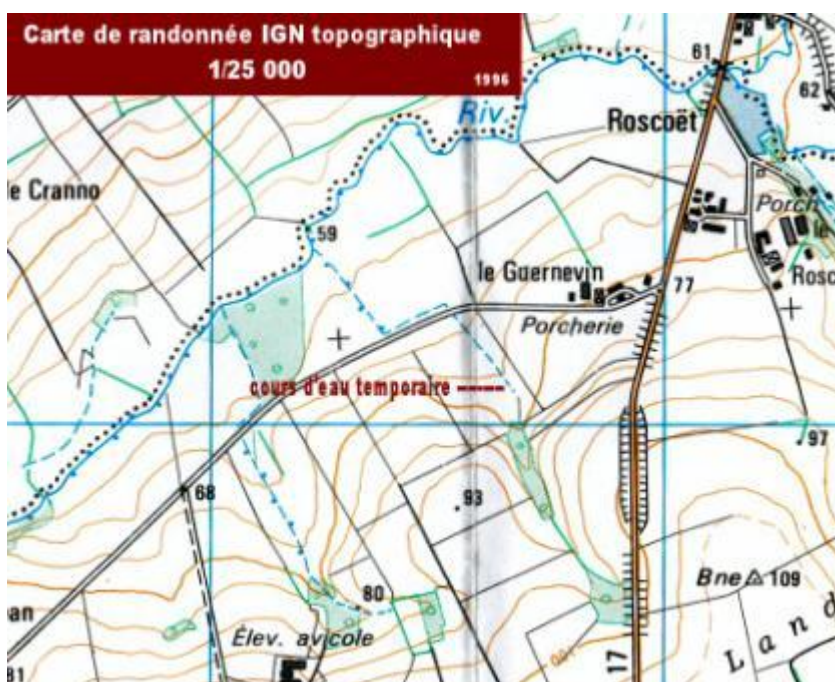 Carte de randonnée IGN topographique
1/25 000
1996
61
62
Riv
Roscoët
e Cranno
Porch
59
le
Rosc
le Guernevin
77
Porcherie
cours d'eau temporaire -----
97
68
93
80
Bne 109
an
Élev. avicole
Land
81
17